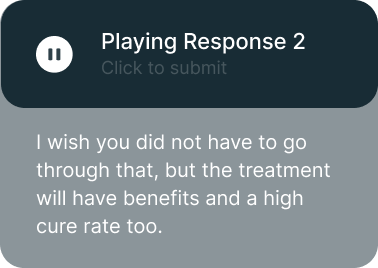 Playing Response 2
Click to submit
I wish you did not have to go
through that, but the treatment
will have benefits and a high
cure rate too.